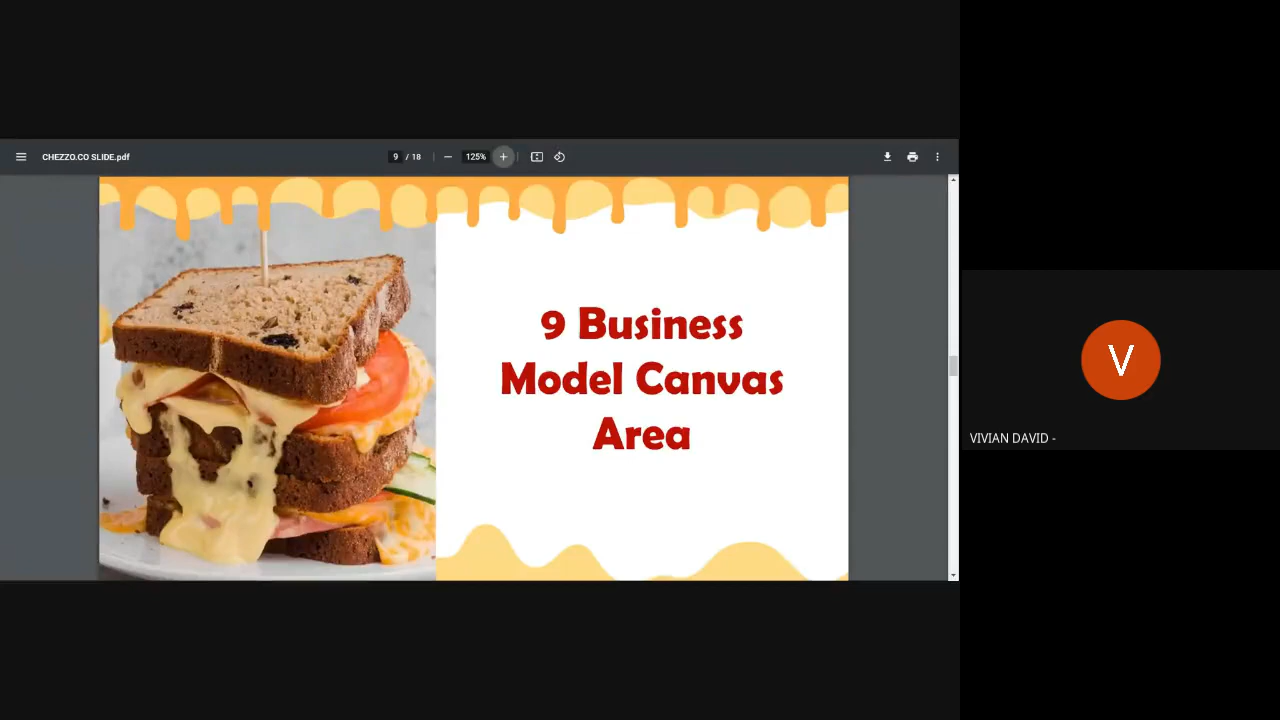 CHEZZO.CO SLIDE.pdf
9 / 18
125%
9 Business
Model Canvas
Area
V
VIVIAN DAVID -